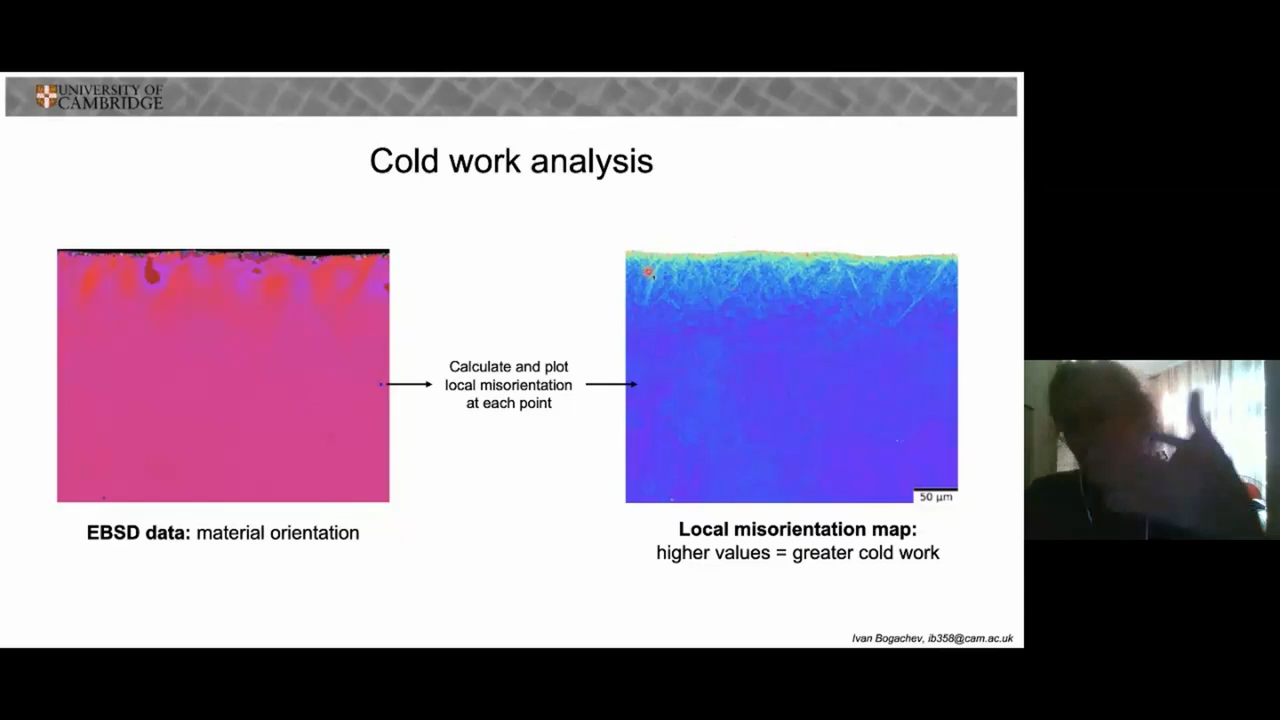 UNIVERSITY OF
CAMBRIDGE
Cold work analysis
Calculate and plot
local misorientation
at each point
50 μm
EBSD data: material orientation
Local misorientation map:
higher values = greater cold work
Ivan Bogachev, ib358@cam.ac.uk